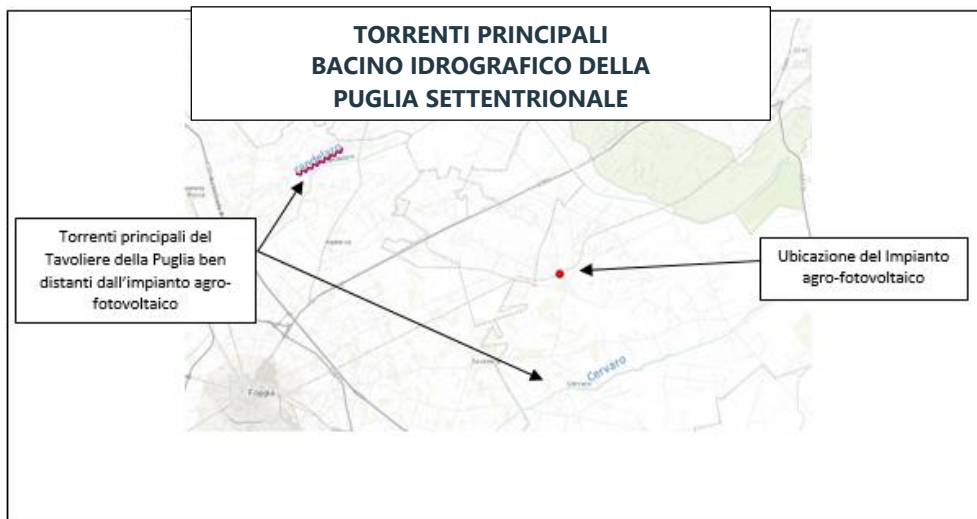 TORRENTI PRINCIPALI
BACINO IDROGRAFICO DELLA
PUGLIA SETTENTRIONALE
Torrenti principali del
Tavoliere della Puglia ben
distanti dall'impianto agro-
fotovoltaico
Ubicazione del Impianto
agro-fotovoltaico
Cervaro
Foggia